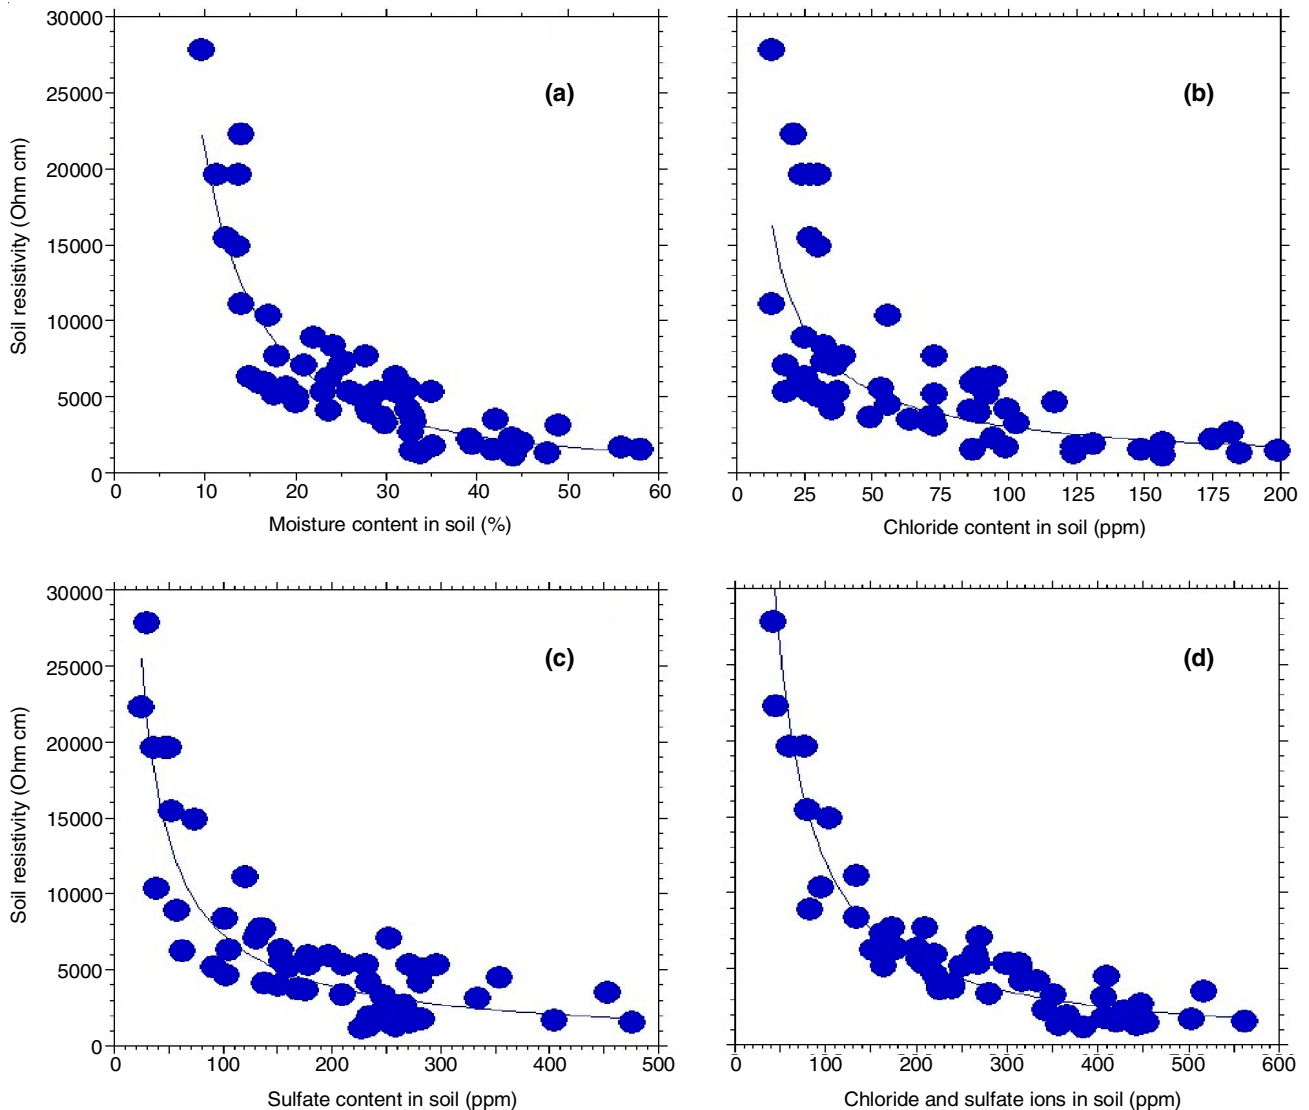 30000
25000
20000
15000
10000
5000
0
Soil resistivity (Ohm cm)
(a)
0 10 20 30 40 50 60
Moisture content in soil (%)
(b)
0 25 50 75 100 125 150 175 200
Chloride content in soil (ppm)
30000
25000
20000
15000
10000
5000
0
Soil resistivity (Ohm cm)
(c)
0 100 200 300 400 500
Sulfate content in soil (ppm)
(d)
0 100 200 300 400 500 600
Chloride and sulfate ions in soil (ppm)